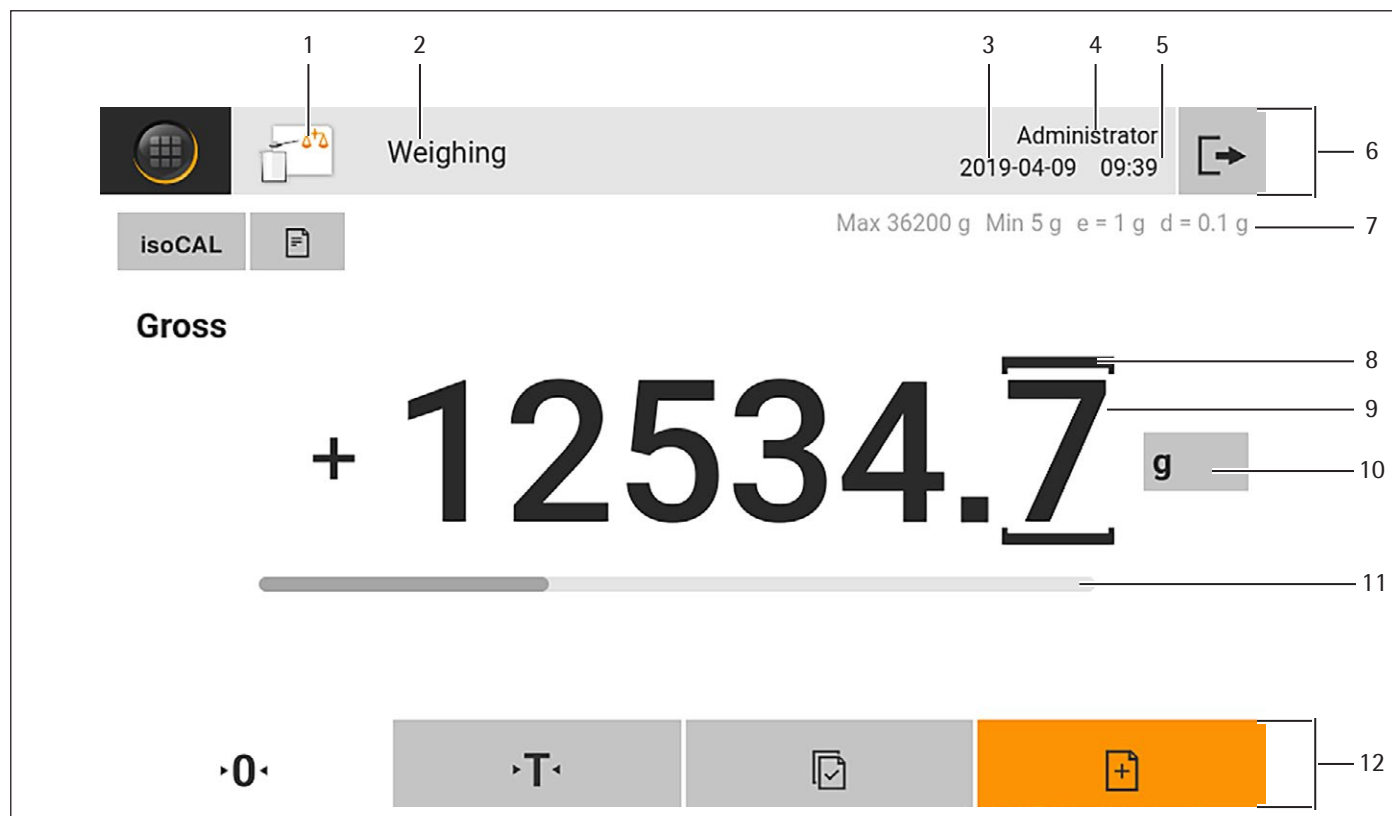 1 2 3 4 5
Administrator
Weighing
2019-04-09 09:39
6
Max 36200 g Min 5 g e = 1 g d = 0.1 g
7
isoCAL
Gross
8
+ 12534.7
9
g
10
11
0 T
12